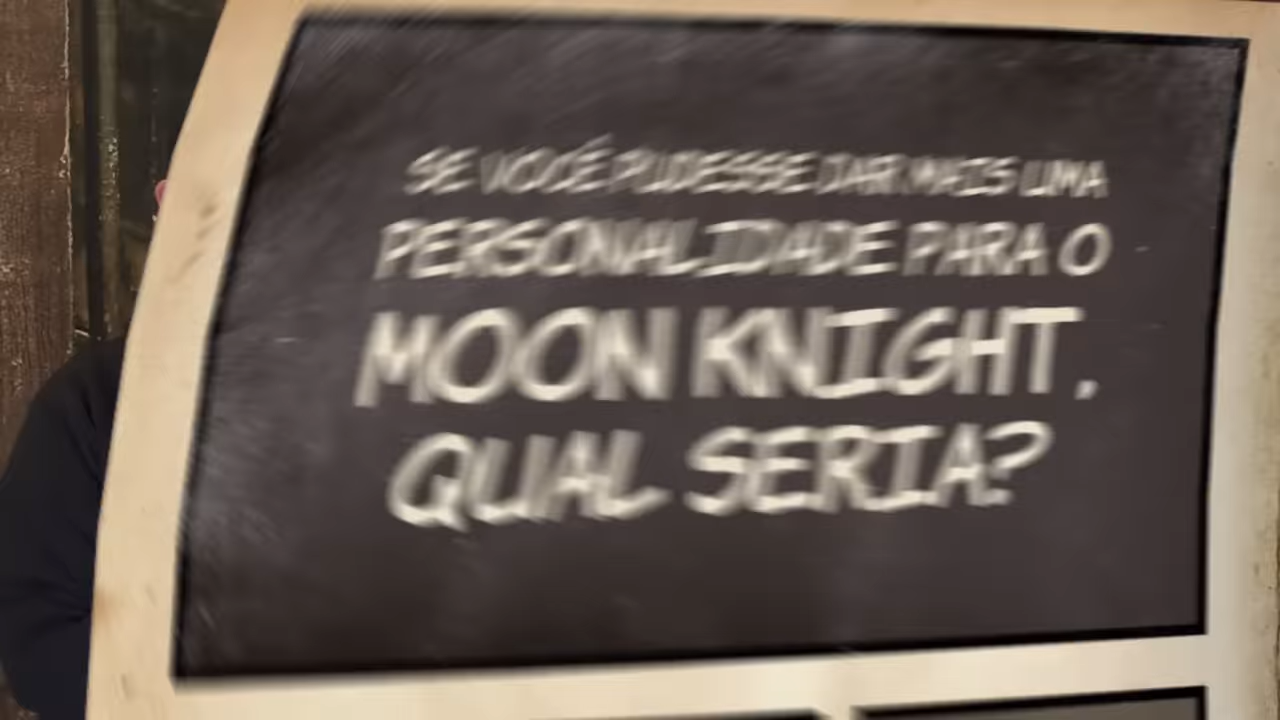 SE VOCÊ PUDESSE DAR MAIS UMA
PERSONALIDADE PARA O
MOON KNIGHT,
QUAL SERIA?